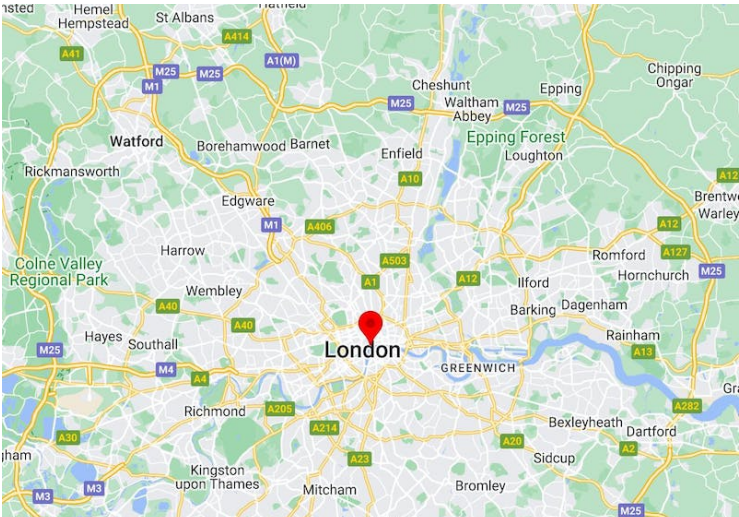 Hemel
Hempstead
St Albans
A414
A41
M25
M25
A1(M)
M1
Chipping
Ongar
Cheshunt
Epping
M25
Waltham
Abbey
M25
Watford
Borehamwood
Barnet
Enfield
Epping Forest
Loughton
Rickmansworth
A10
A12
Edgware
Brentw
Warley
M1
A406
A12
Harrow
A503
A127
Romford
Colne Valley
Regional Park
A1
A12
Ilford
Hornchurch
M25
Wembley
A40
Barking
Dagenham
A40
Hayes
Southall
London
Rainham
M25
A13
M4
GREENWICH
A4
Richmond
A205
A282
A214
Bexleyheath
Dartford
A30
A20
A2
A23
Sidcup
Kingston
upon Thames
Mitcham
Bromley
M3
M3
M25